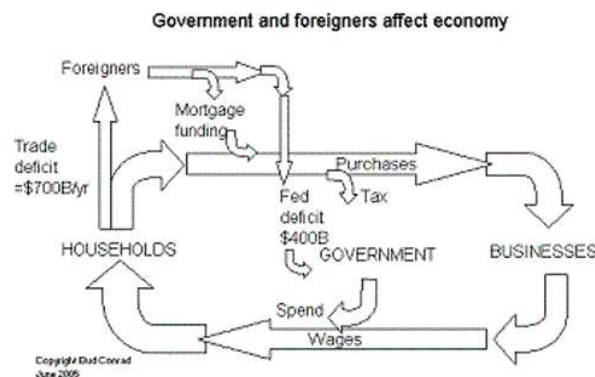 Government and foreigners affect economy
Foreigners
Mortgage
funding
Trade
deficit
=$700B/yr
Purchases
Fed
deficit
$400B
Tax
HOUSEHOLDS
GOVERNMENT
BUSINESSES
Spend
Wages
Copyright Bud Conrad
June 2005